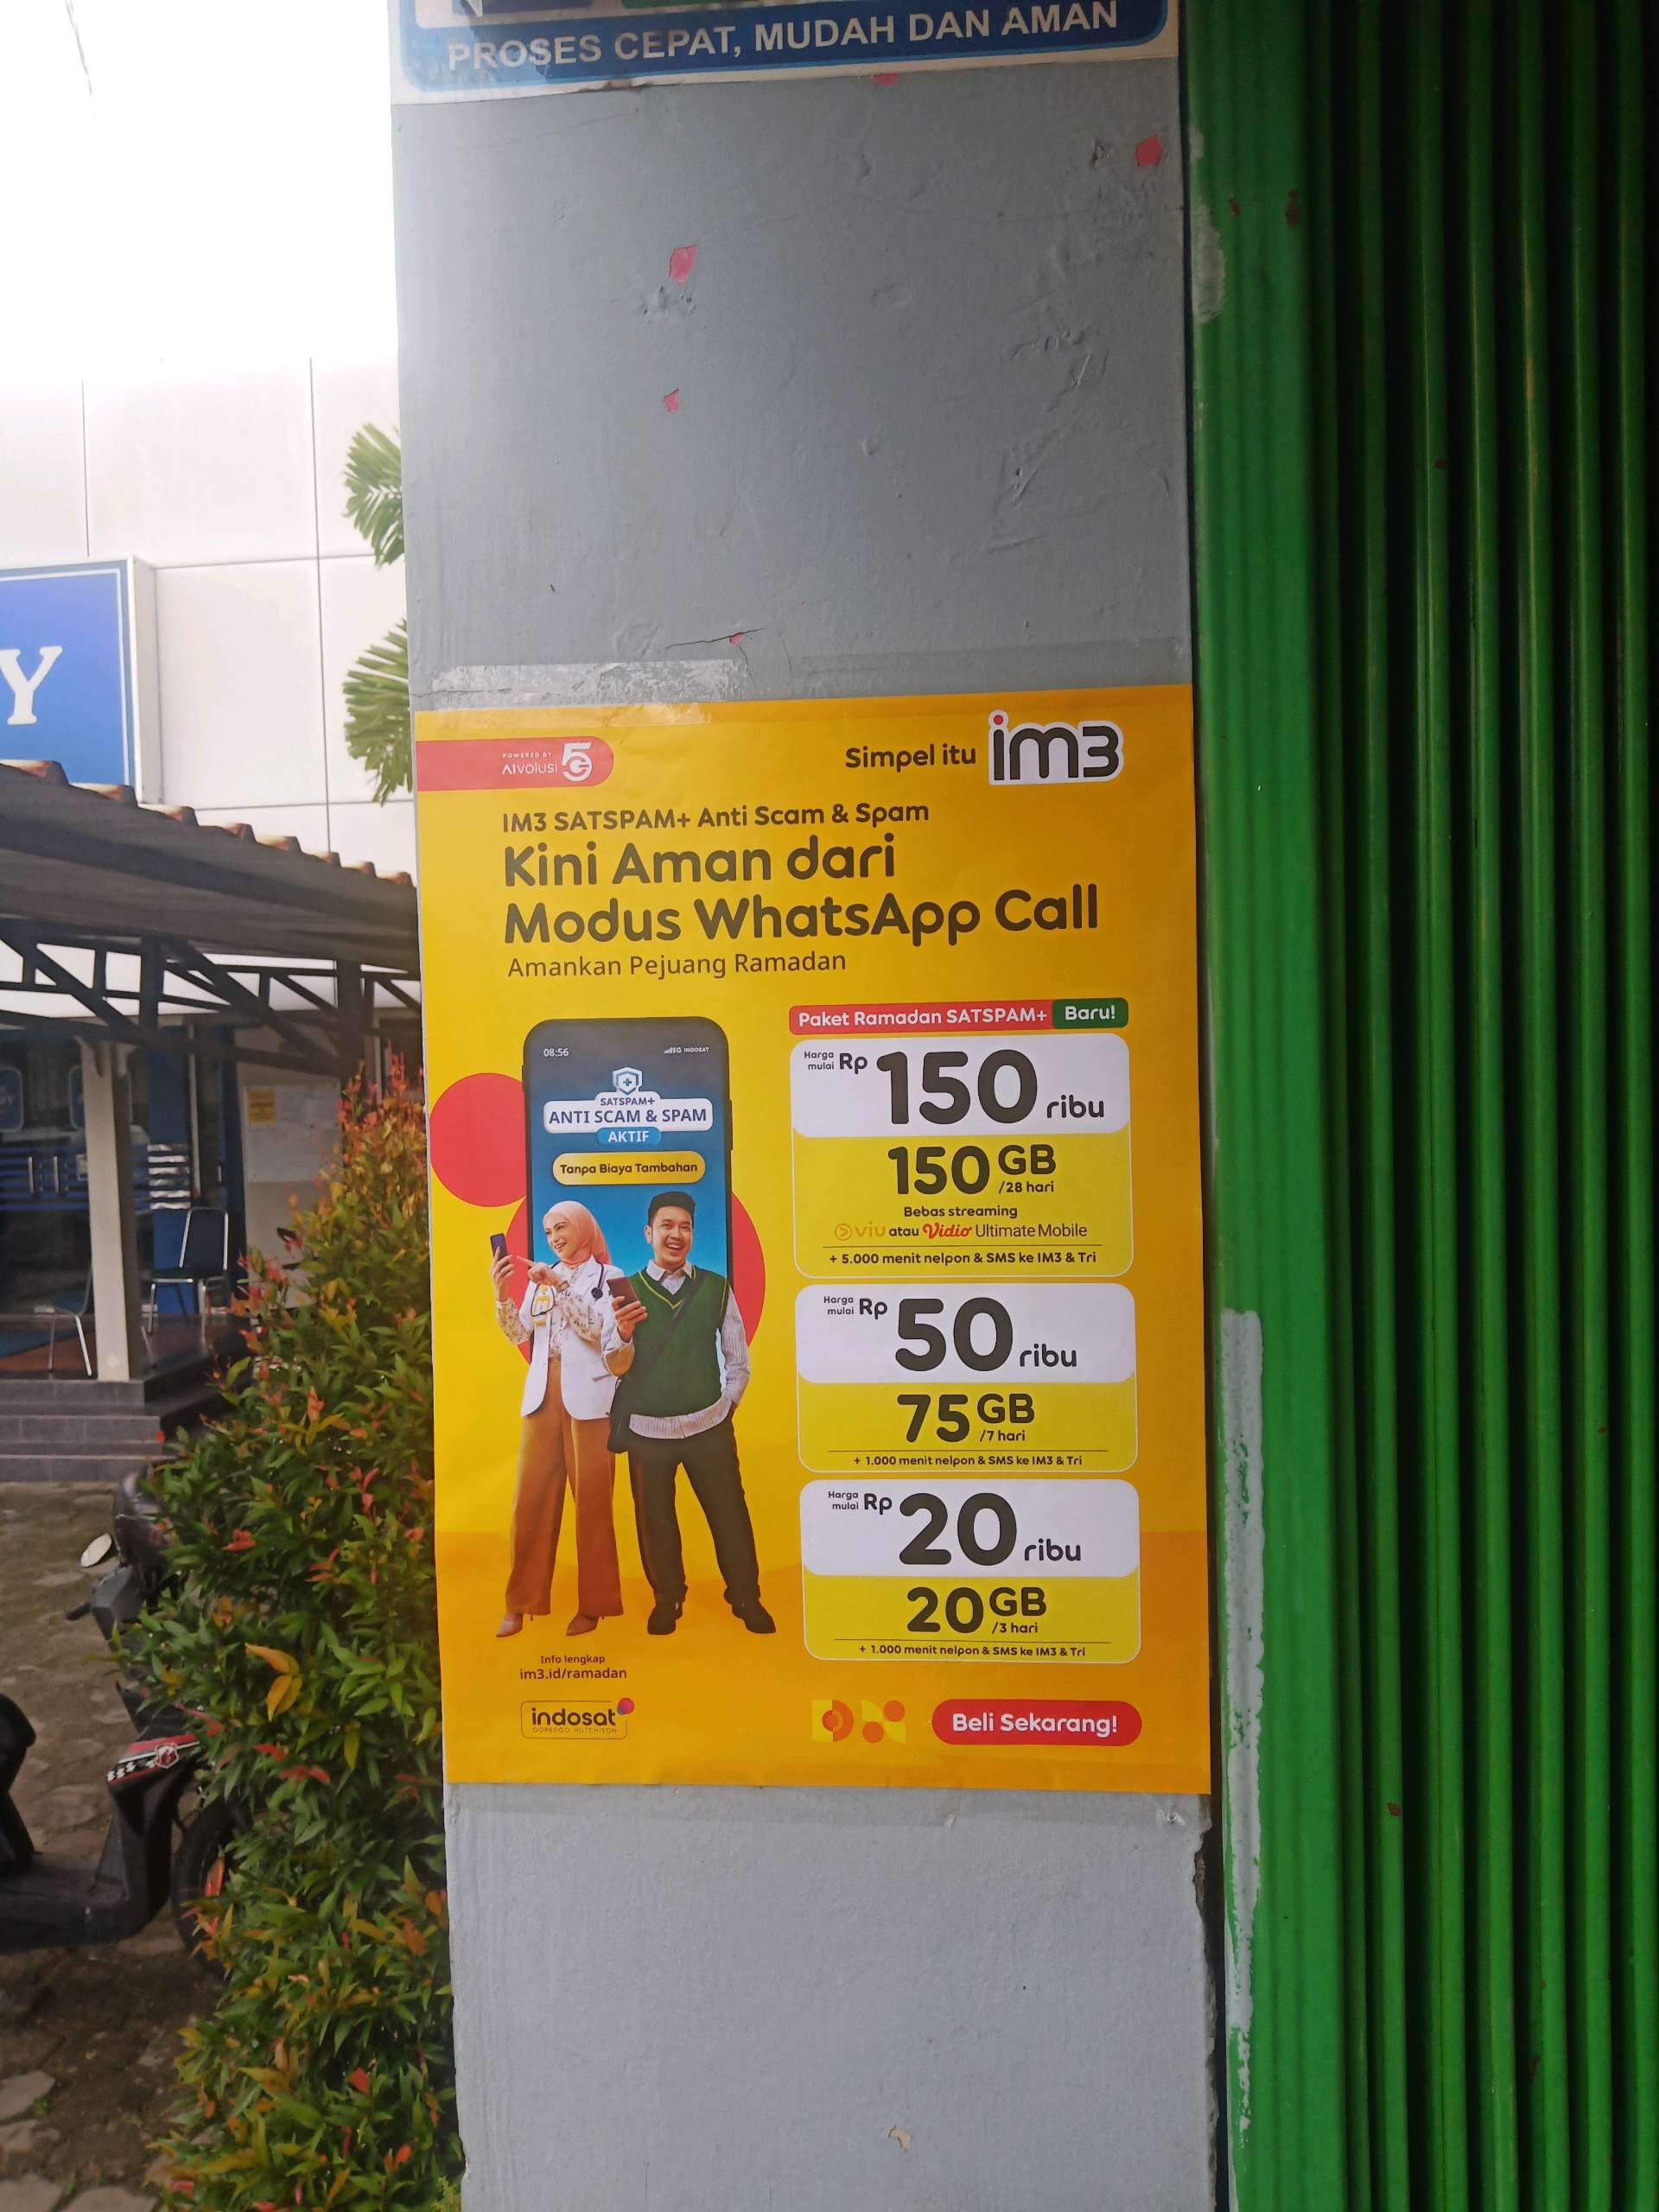 PROSES CEPAT, MUDAH DAN AMAN
Y
POWERED BY
AIvolusi 5G
Simpel itu im3
IM3 SATSPAM+ Anti Scam & Spam
Kini Aman dari
Modus WhatsApp Call
Amankan Pejuang Ramadan
08:56
5G INDOSAT
SATSPAM+
ANTI SCAM & SPAM
AKTIF
Tanpa Biaya Tambahan
Paket Ramadan SATSPAM+ Baru!
Harga mulai Rp 150 ribu
150 GB
/28 hari
Bebas streaming
viu atau Vidio Ultimate Mobile
+ 5.000 menit nelpon & SMS ke IM3 & Tri
Harga mulai Rp 50 ribu
75 GB
/7 hari
+ 1.000 menit nelpon & SMS ke IM3 & Tri
Harga mulai Rp 20 ribu
20 GB
/3 hari
+ 1.000 menit nelpon & SMS ke IM3 & Tri
Info lengkap
im3.id/ramadan
indosat
OOREDOO HUTCHISON
Beli Sekarang!